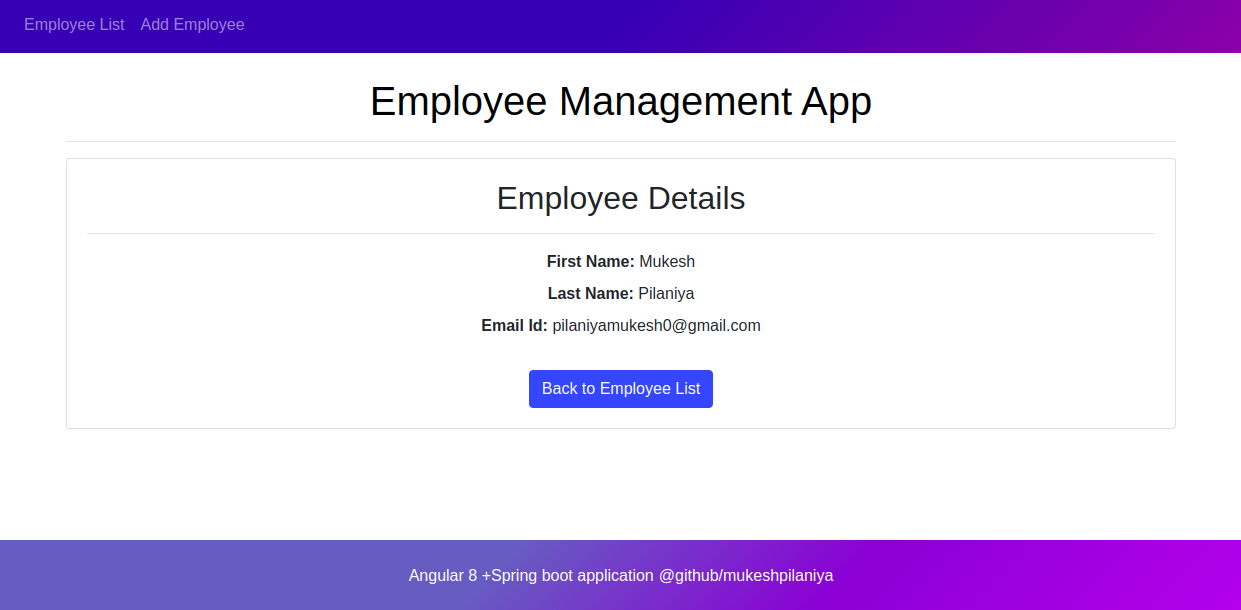 Employee List Add Employee
Employee Management App
Employee Details
First Name: Mukesh
Last Name: Pilaniya
Email Id: pilaniyamukesh0@gmail.com
Back to Employee List
Angular 8 +Spring boot application @github/mukeshpilaniya